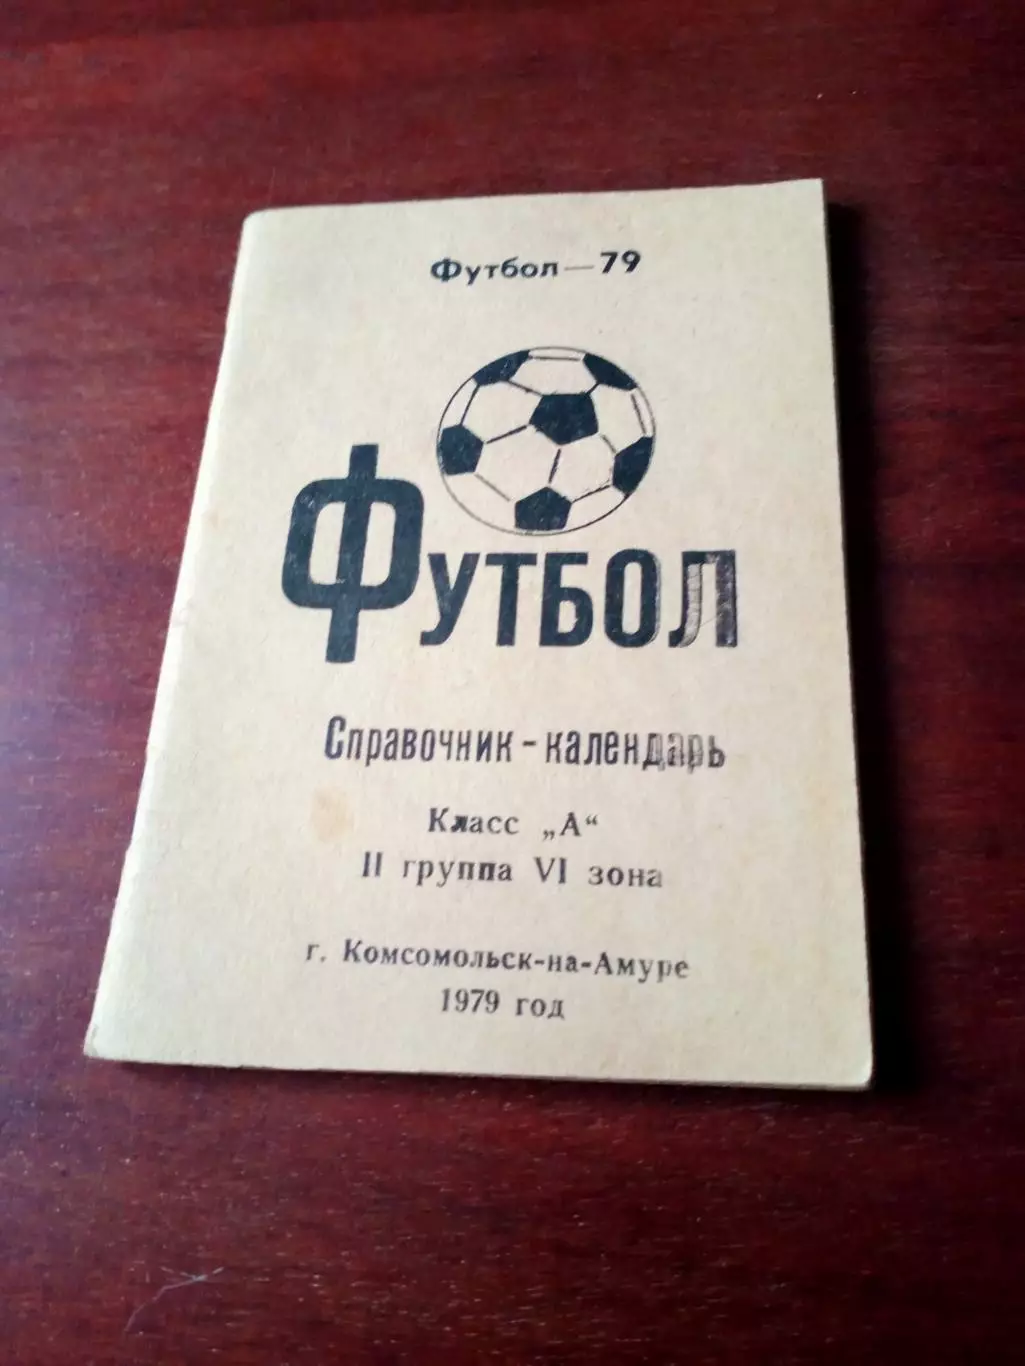 Футбол — 79
Футбол
Справочник - календарь
Класс „А“
II группа VI зона
г. Комсомольск-на-Амуре
1979 год